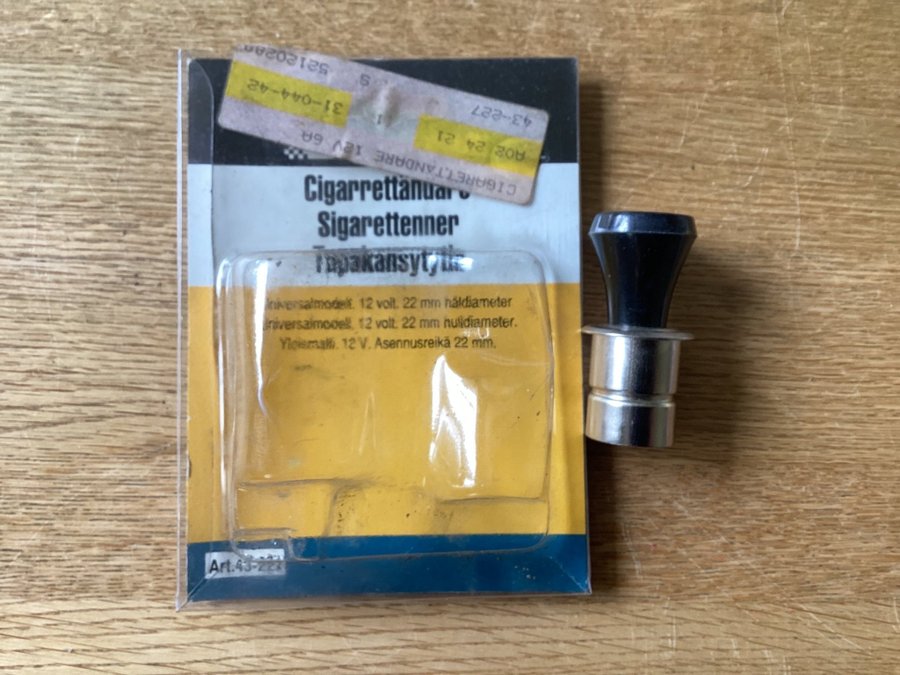 CIGARETTÄNDARE 12V 6A
A02 24 21
31-044-42
43-227
S
Cigarrettändare
Sigarettenner
Tupakansytytin
Universalmodell. 12 volt. 22 mm håldiameter
Universalmodell. 12 volt. 22 mm hulldiameter.
Yleismalli. 12 V. Asennusreikä 22 mm.
Art.43-227